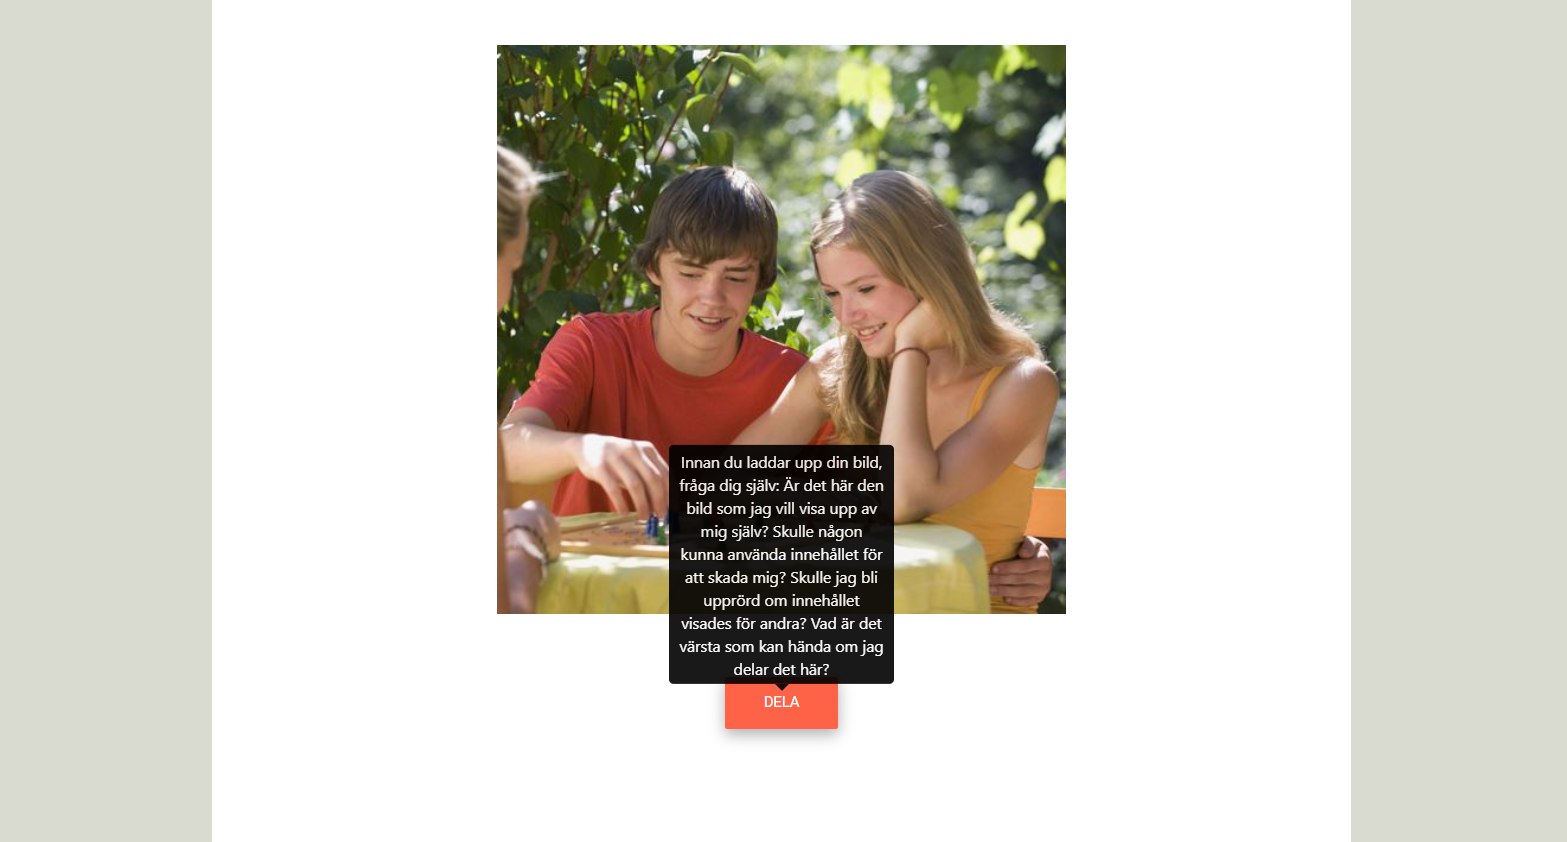 Innan du laddar upp din bild,
fråga dig själv: Är det här den
bild som jag vill visa upp av
mig själv? Skulle någon
kunna använda innehållet för
att skada mig? Skulle jag bli
upprörd om innehållet
visades för andra? Vad är det
värsta som kan hända om jag
delar det här?
DELA